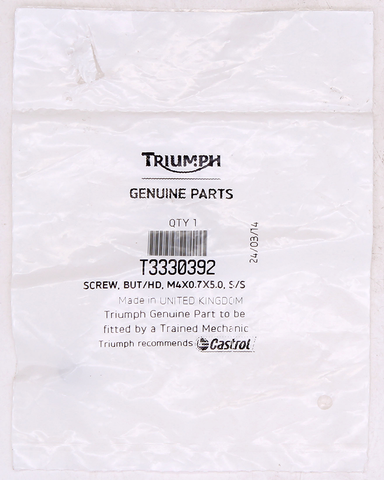 TRIUMPH
GENUINE PARTS
QTY 1
24/03/14
T3330392
SCREW, BUT/HD, M4X0.7X5.0, S/S
Made in UNITED KINGDOM
Triumph Genuine Part to be
fitted by a Trained Mechanic
Triumph recommends Castrol